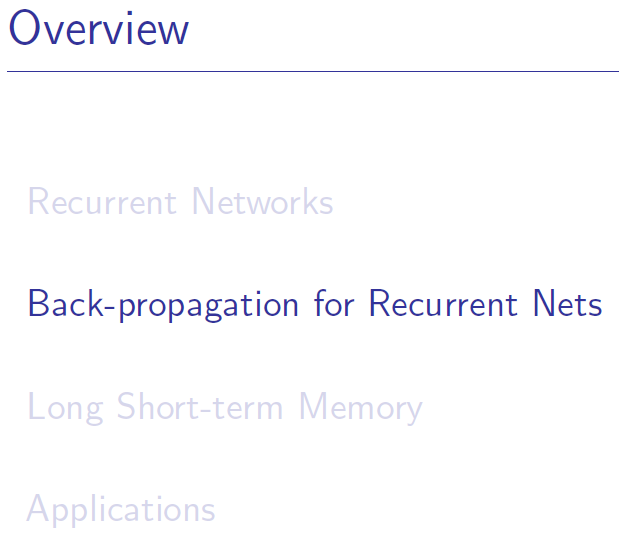 Overview
Recurrent Networks
Back-propagation for Recurrent Nets
Long Short-term Memory
Applications